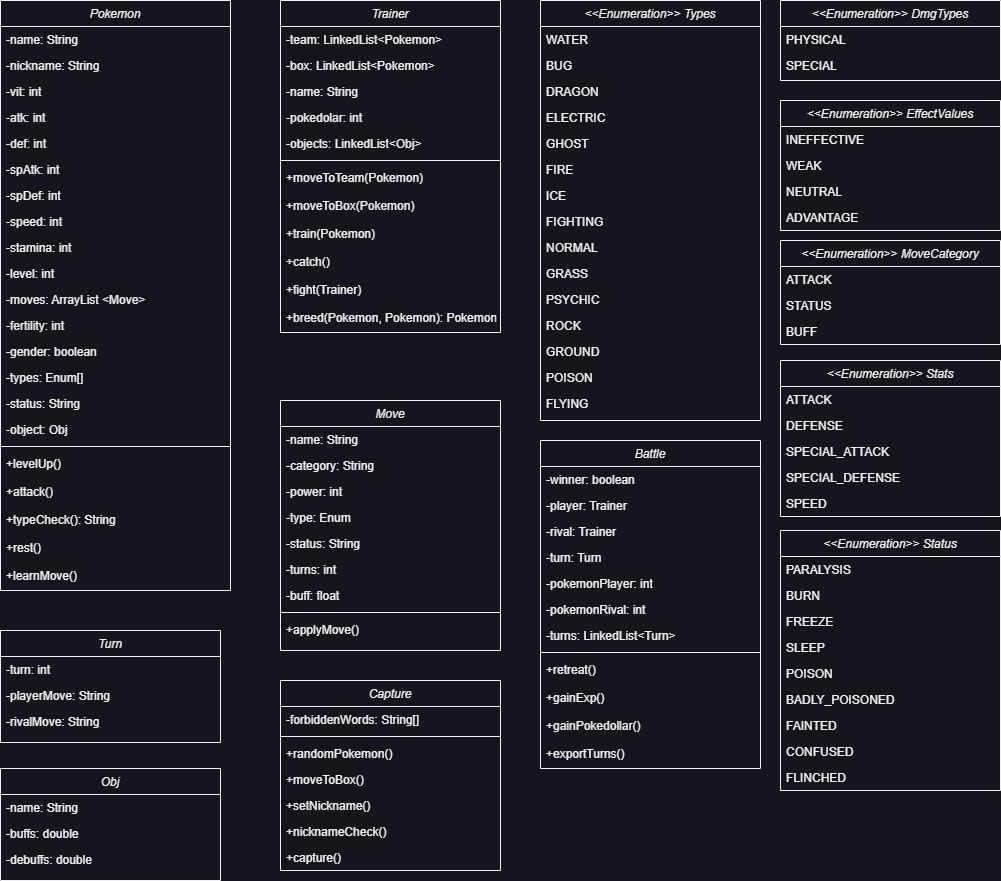 Pokemon
-name: String
-nickname: String
-vit: int
-atk: int
-def: int
-spAtk: int
-spDef: int
-speed: int
-stamina: int
-level: int
-moves: ArrayList <Move>
-fertility: int
-gender: boolean
-types: Enum[]
-status: String
-object: Obj
+levelUp()
+attack()
+typeCheck(): String
+rest()
+learnMove()
Turn
-turn: int
-playerMove: String
-rivalMove: String
Obj
-name: String
-buffs: double
-debuffs: double
Trainer
-team: LinkedList<Pokemon>
-box: LinkedList<Pokemon>
-name: String
-pokedolar: int
-objects: LinkedList<Obj>
+moveToTeam(Pokemon)
+moveToBox(Pokemon)
+train(Pokemon)
+catch()
+fight(Trainer)
+breed(Pokemon, Pokemon): Pokemon
Move
-name: String
-category: String
-power: int
-type: Enum
-status: String
-turns: int
-buff: float
+applyMove()
Capture
-forbiddenWords: String[]
+randomPokemon()
+moveToBox()
+setNickname()
+nicknameCheck()
+capture()
<<Enumeration>> Types
WATER
BUG
DRAGON
ELECTRIC
GHOST
FIRE
ICE
FIGHTING
NORMAL
GRASS
PSYCHIC
ROCK
GROUND
POISON
FLYING
Battle
-winner: boolean
-player: Trainer
-rival: Trainer
-turn: Turn
-pokemonPlayer: int
-pokemonRival: int
-turns: LinkedList<Turn>
+retreat()
+gainExp()
+gainPokedollar()
+exportTurns()
<<Enumeration>> DmgTypes
PHYSICAL
SPECIAL
<<Enumeration>> EffectValues
INEFFECTIVE
WEAK
NEUTRAL
ADVANTAGE
<<Enumeration>> MoveCategory
ATTACK
STATUS
BUFF
<<Enumeration>> Stats
ATTACK
DEFENSE
SPECIAL_ATTACK
SPECIAL_DEFENSE
SPEED
<<Enumeration>> Status
PARALYSIS
BURN
FREEZE
SLEEP
POISON
BADLY_POISONED
FAINTED
CONFUSED
FLINCHED